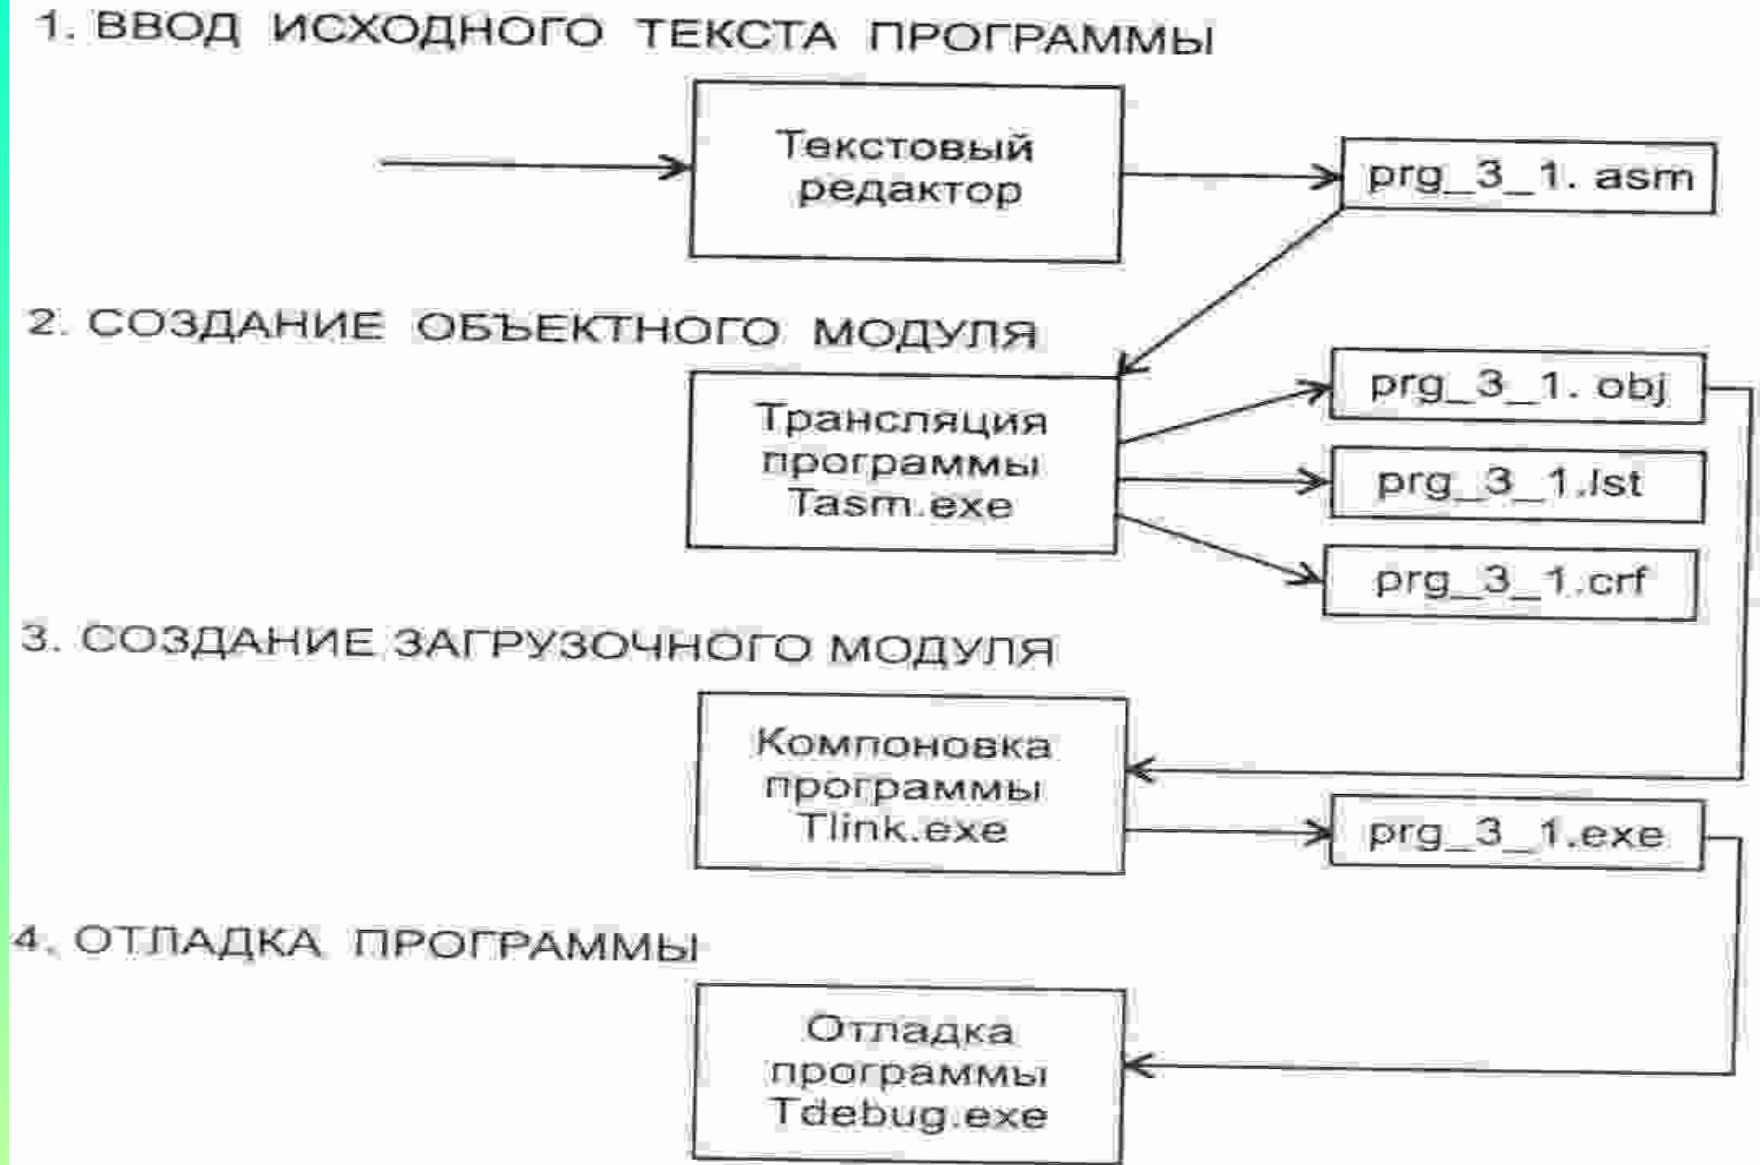 1. ВВОД ИСХОДНОГО ТЕКСТА ПРОГРАММЫ
Текстовый
редактор
prg_3_1. asm
2. СОЗДАНИЕ ОБЪЕКТНОГО МОДУЛЯ
Трансляция
программы
Tasm.exe
prg_3_1. obj
prg_3_1.lst
prg_3_1.crf
3. СОЗДАНИЕ ЗАГРУЗОЧНОГО МОДУЛЯ
Компоновка
программы
Tlink.exe
prg_3_1.exe
4. ОТЛАДКА ПРОГРАММЫ
Отладка
программы
Tdebug.exe